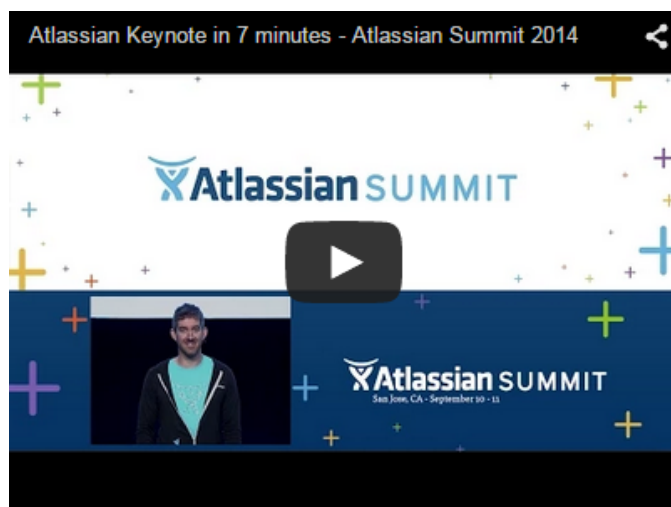 Atlassian Keynote in 7 minutes - Atlassian Summit 2014
Atlassian SUMMIT
Atlassian SUMMIT
San Jose, CA - September 10 - 11